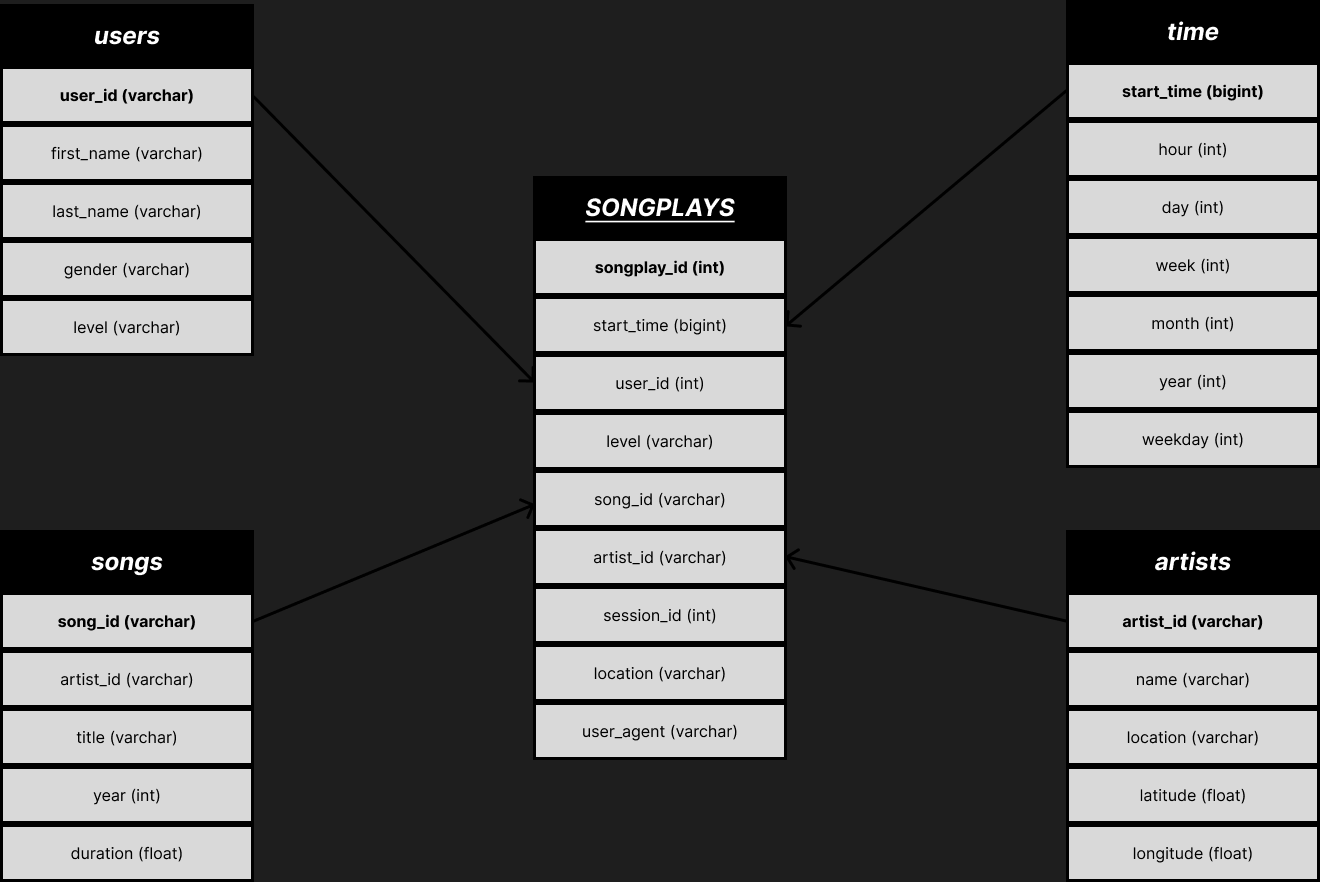 users
user_id (varchar)
first_name (varchar)
last_name (varchar)
gender (varchar)
level (varchar)
songs
song_id (varchar)
artist_id (varchar)
title (varchar)
year (int)
duration (float)
SONGPLAYS
songplay_id (int)
start_time (bigint)
user_id (int)
level (varchar)
song_id (varchar)
artist_id (varchar)
session_id (int)
location (varchar)
user_agent (varchar)
time
start_time (bigint)
hour (int)
day (int)
week (int)
month (int)
year (int)
weekday (int)
artists
artist_id (varchar)
name (varchar)
location (varchar)
latitude (float)
longitude (float)